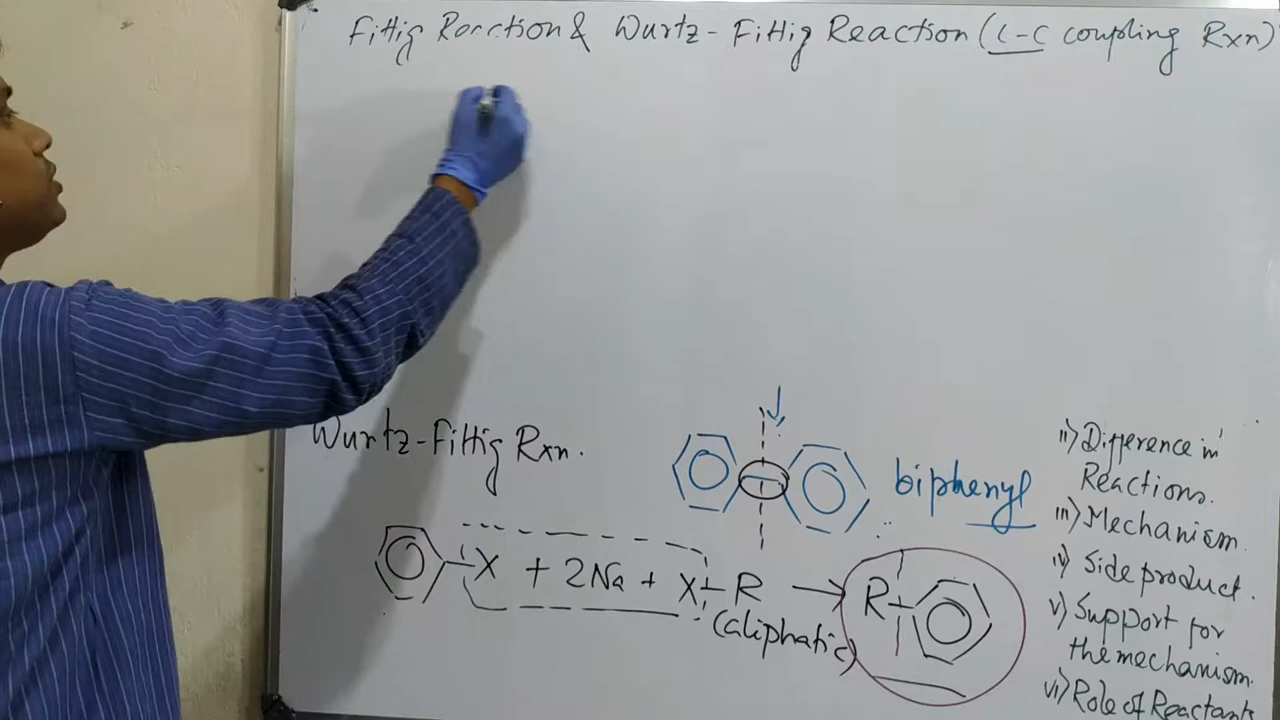 Fittig Reaction & Wurtz-Fittig Reaction (C-C coupling Rxn)
Wurtz-Fittig Rxn.
biphenyl
X + 2Na + X R → R
(aliphatic)
ii) Difference in
Reactions.
iii) Mechanism.
iv) Side product.
v) Support for
the mechanism.
vi) Role of Reactants